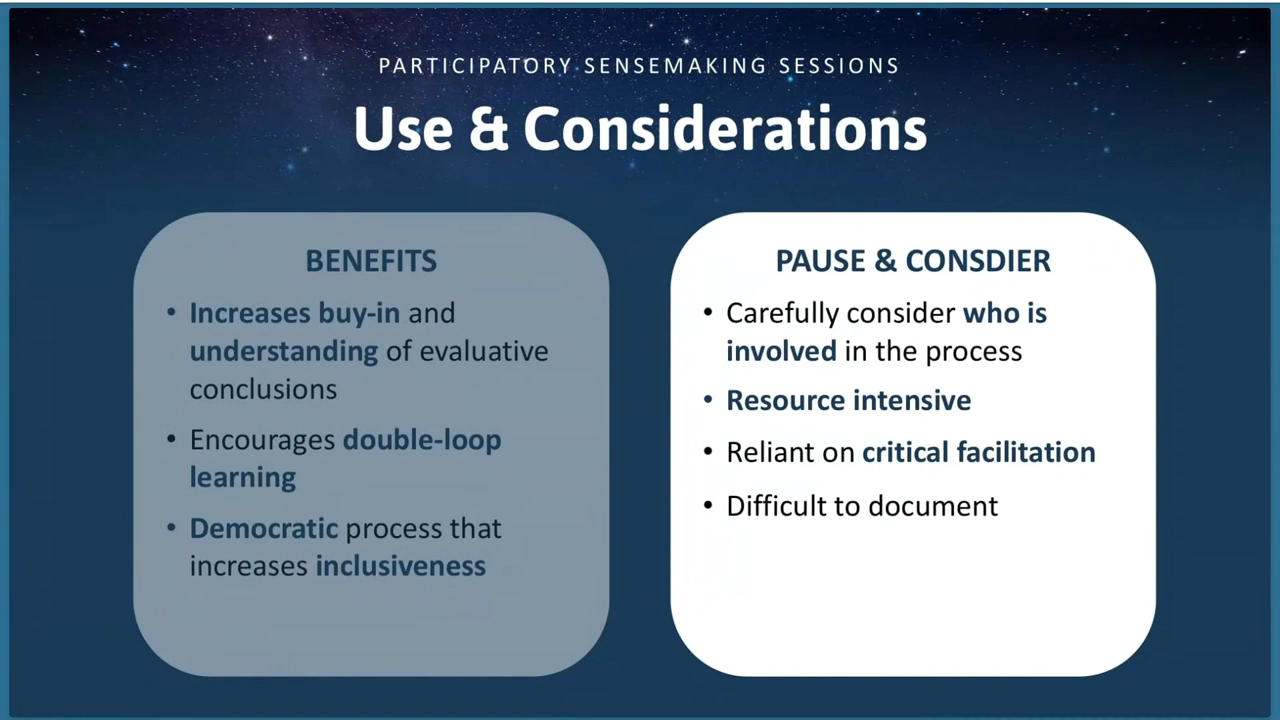 PARTICIPATORY SENSEMAKING SESSIONS
Use & Considerations
BENEFITS
• Increases buy-in and
understanding of evaluative
conclusions
• Encourages double-loop
learning
• Democratic process that
increases inclusiveness
PAUSE & CONSDIER
• Carefully consider who is
involved in the process
• Resource intensive
• Reliant on critical facilitation
• Difficult to document